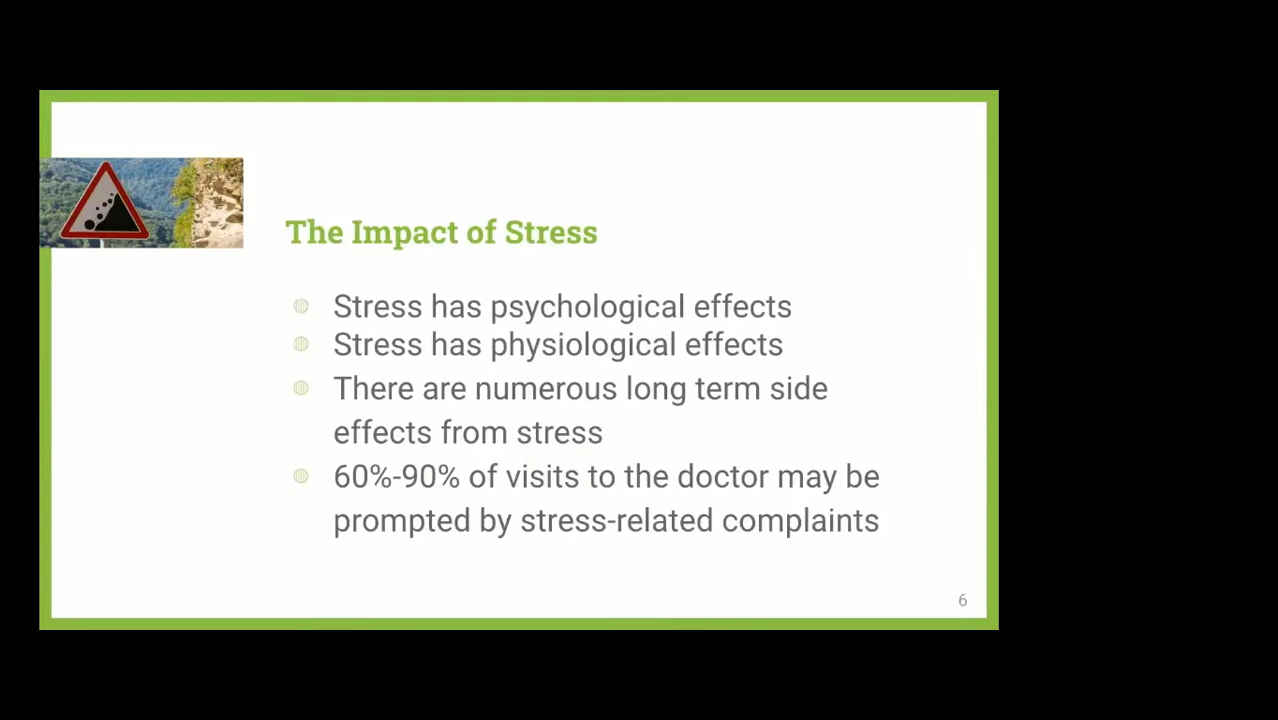 The Impact of Stress
Stress has psychological effects
Stress has physiological effects
There are numerous long term side
effects from stress
60%-90% of visits to the doctor may be
prompted by stress-related complaints
6